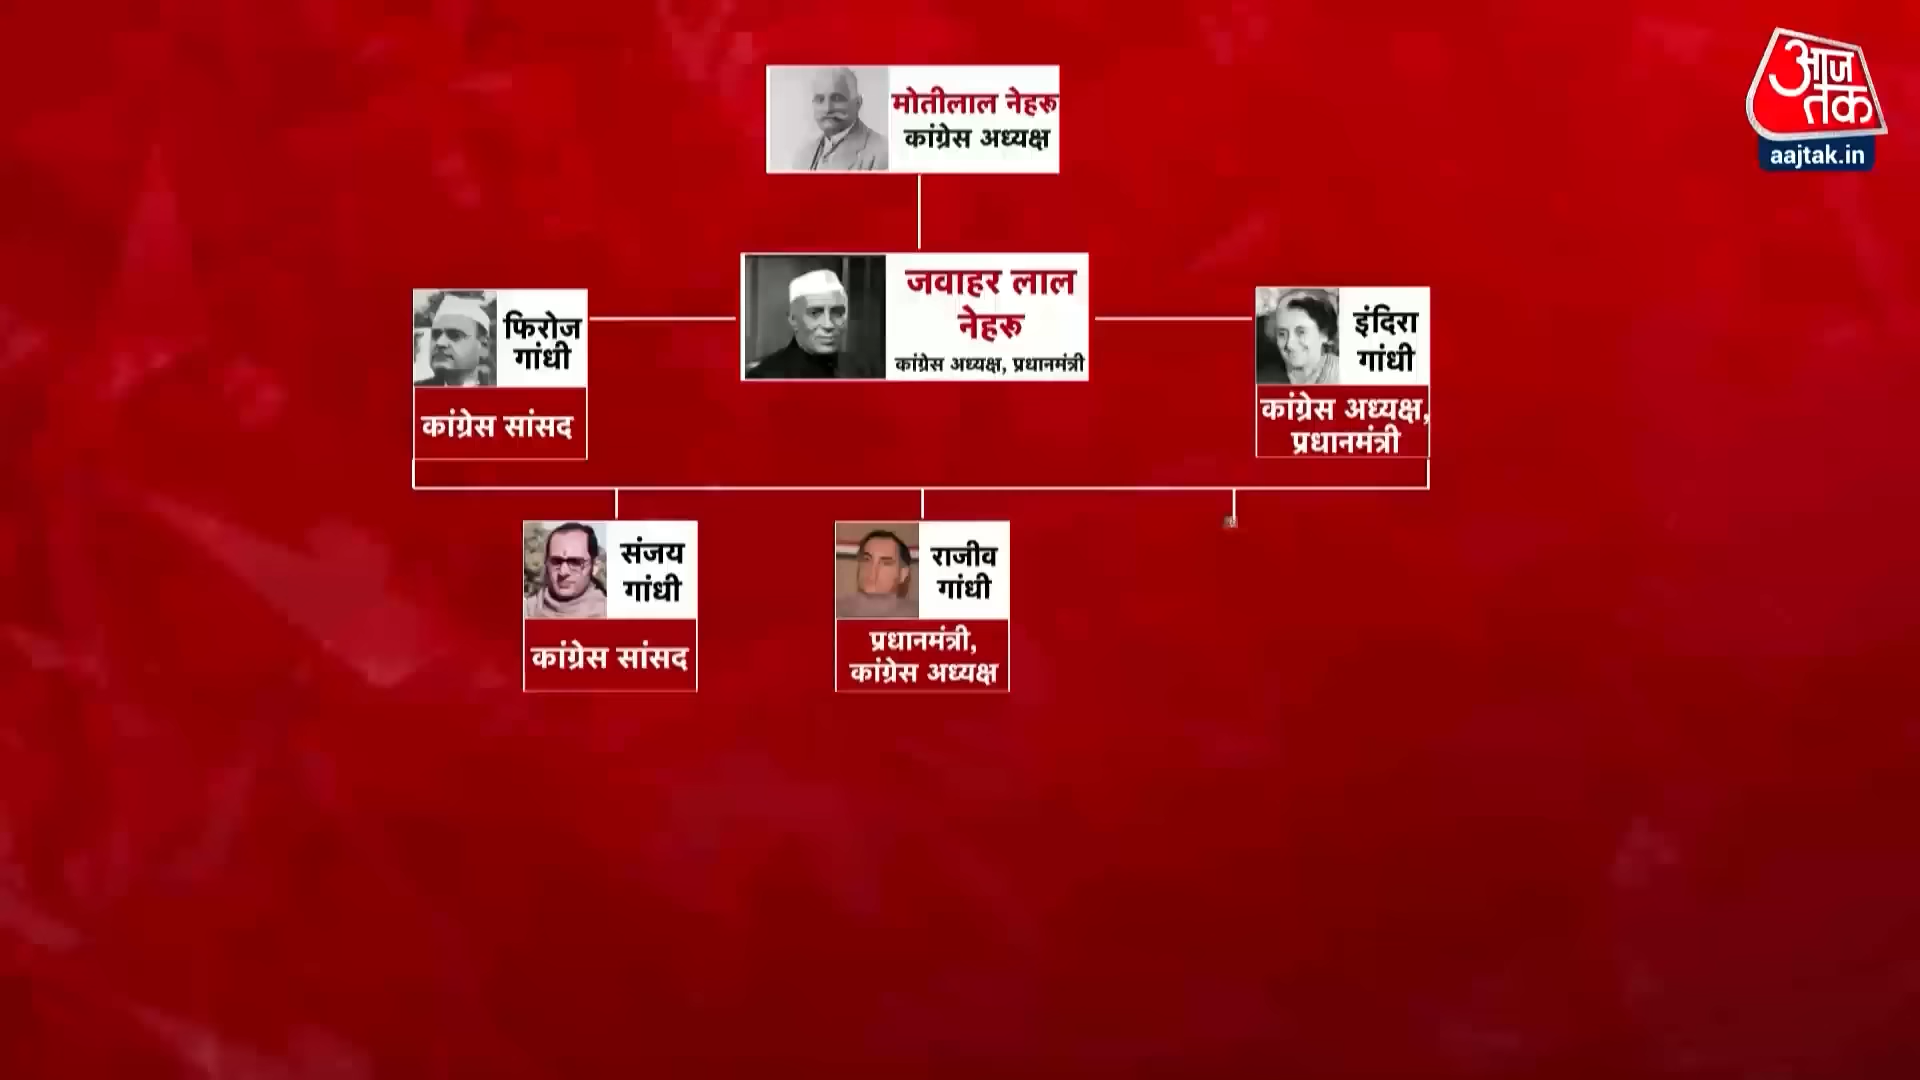 आज
तक
aajtak.in
मोतीलाल नेहरू
कांग्रेस अध्यक्ष
जवाहर लाल
नेहरू
कांग्रेस अध्यक्ष, प्रधानमंत्री
फिरोज
गांधी
कांग्रेस सांसद
इंदिरा
गांधी
कांग्रेस अध्यक्ष,
प्रधानमंत्री
संजय
गांधी
कांग्रेस सांसद
राजीव
गांधी
प्रधानमंत्री,
कांग्रेस अध्यक्ष